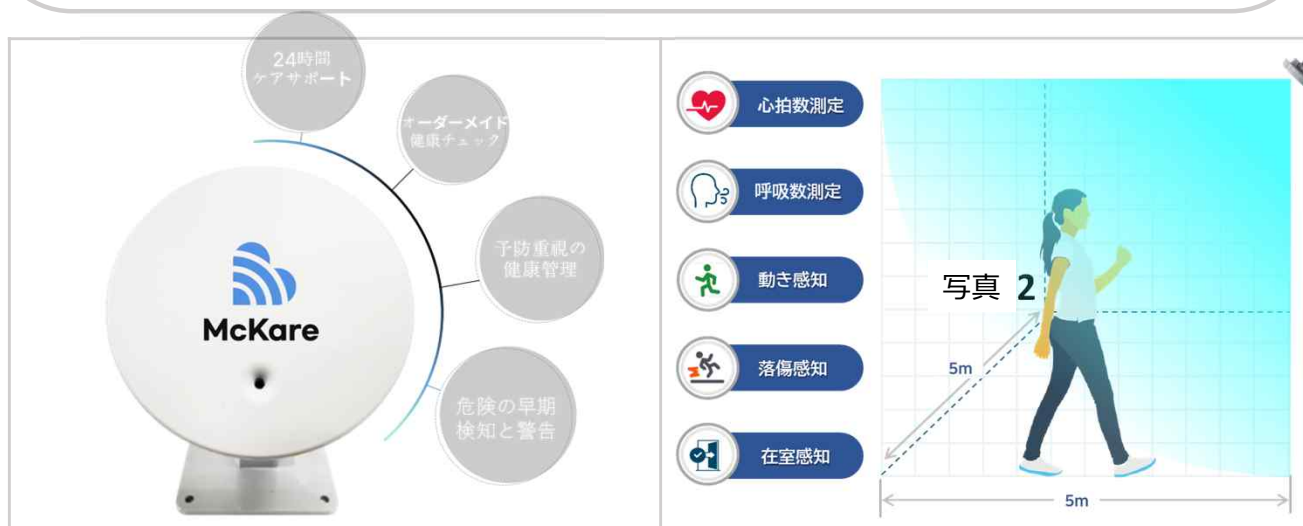 24時間
ケアサポート
オーダーメイド
健康チェック
予防重視の
健康管理
危険の早期
検知と警告
McKare
心拍数測定
呼吸数測定
動き感知
落傷感知
在室感知
写真 2
5m
5m